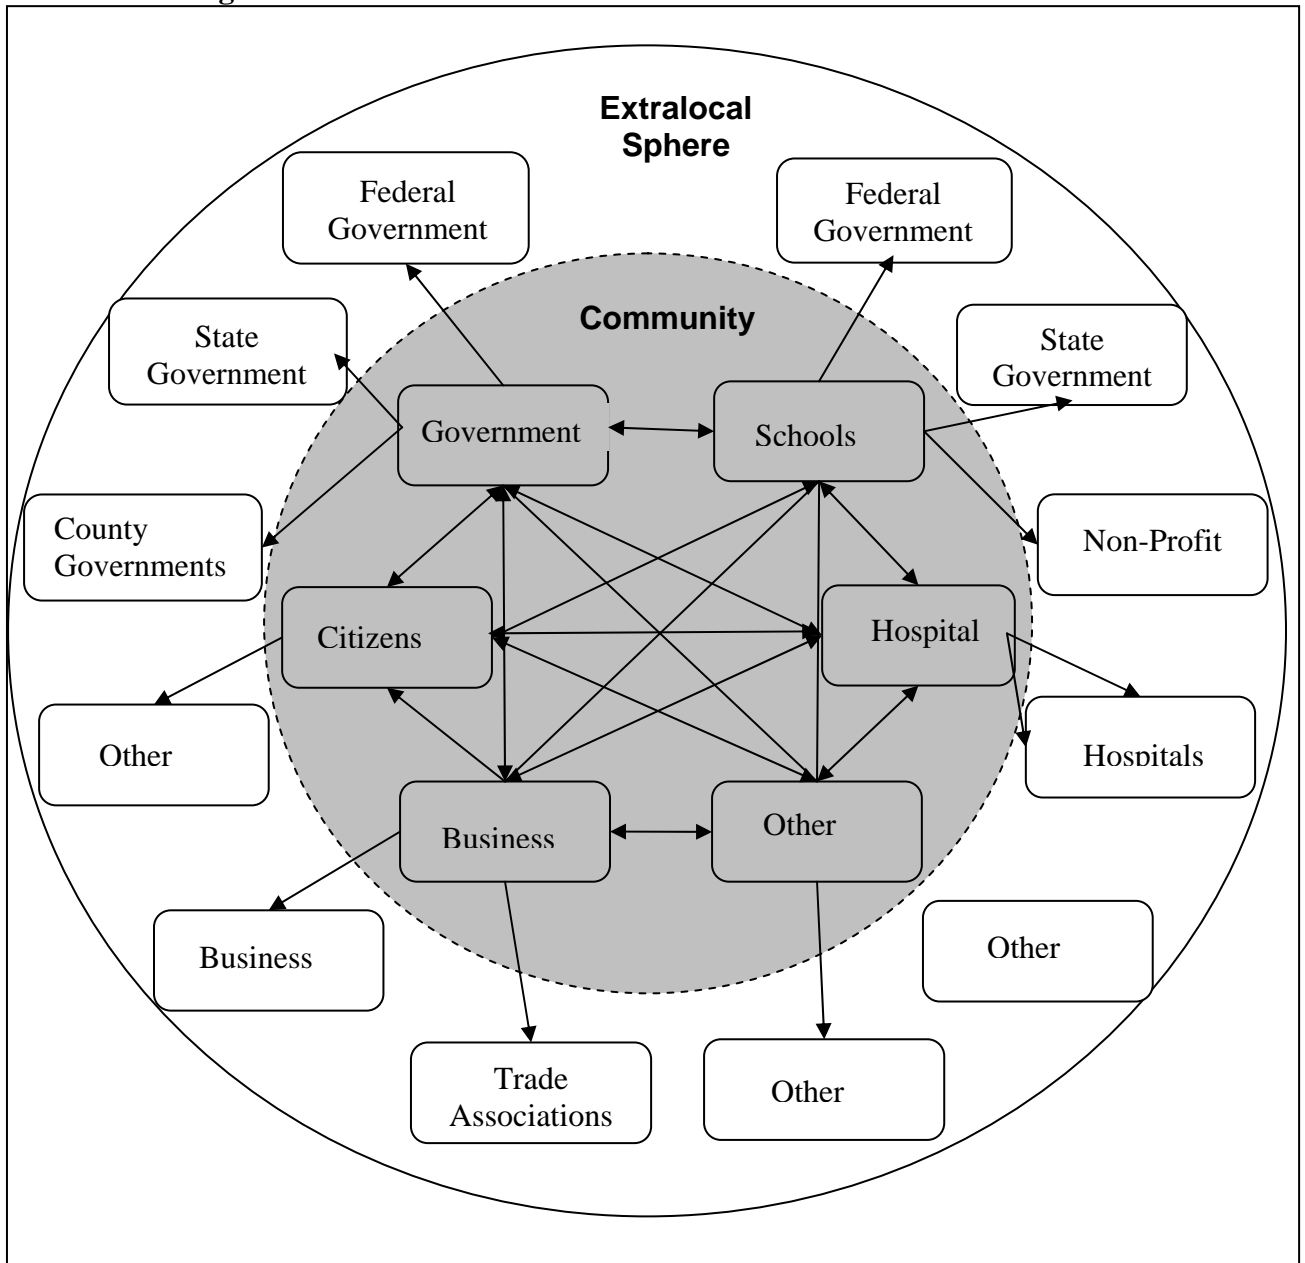 Extralocal
Sphere
Federal
Government
Federal
Government
Community
State
Government
State
Government
Government
Schools
County
Governments
Non-Profit
Citizens
Hospital
Other
Hospitals
Business
Other
Business
Other
Trade
Associations
Other